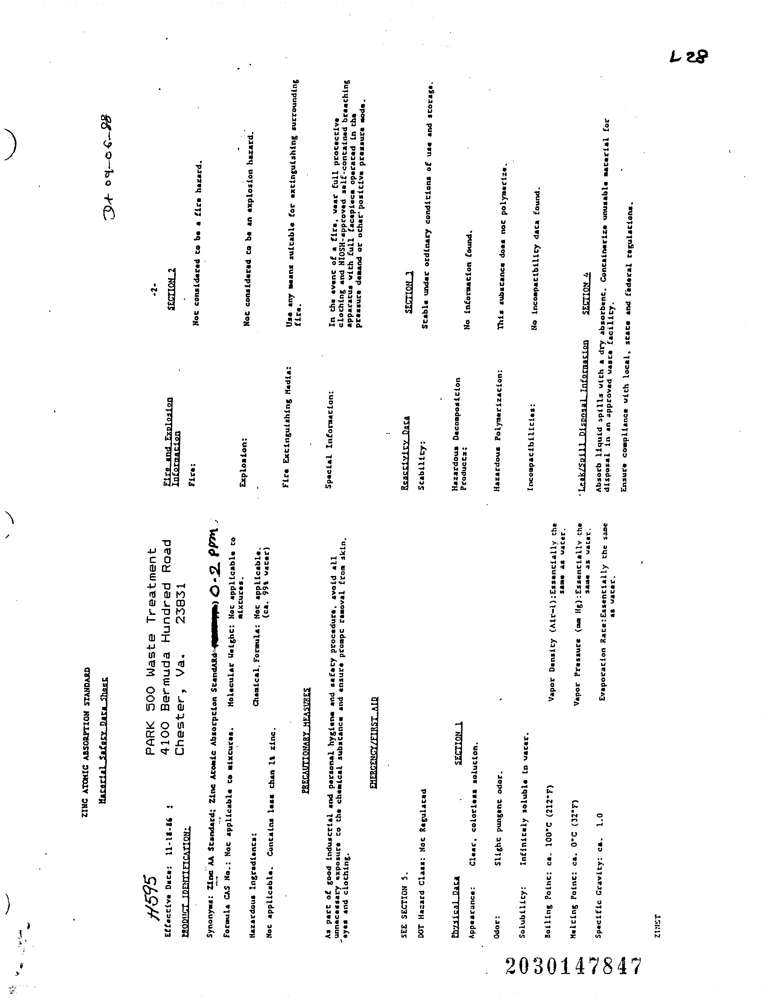 L 28
ZINC ATOMIC ABSORPTION STANDARD
Material Safety Data Sheet
H595
PARK 500 Waste Treatment
4100 Bermuda Hundred Road
Chester, Va. 23831
Effective Date: 11-18-86
PRODUCT IDENTIFICATION:
Synonyms: Zinc AA Standard; Zinc Atomic Absorption Standard 0-2 PPM.
Formula CAS No.: Not applicable to mixtures.
Molecular Weight: Not applicable to
mixtures.
Hazardous Ingredients:
Chemical Formula: Not applicable.
(ca. 99% water)
Not applicable. Contains less than 1% zinc.
PRECAUTIONARY MEASURES
As part of good industrial and personal hygiene and safety procedure, avoid all
unnecessary exposure to the chemical substance and ensure prompt removal from skin,
eyes and clothing.
EMERGENCY/FIRST AID
SEE SECTION 5.
DOT Hazard Class: Not Regulated
SECTION 1
Physical Data
Appearance: Clear, colorless solution.
Odor: Slight pungent odor.
Solubility: Infinitely soluble in water.
Boiling Point: ca. 100°C (212°F)
Vapor Density (Air=1):Essentially the
same as water.
Melting Point: ca. 0°C (32°F)
Vapor Pressure (mm Hg):Essentially the
same as water.
Specific Gravity: ca. 1.0
Evaporation Rate:Essentially the same
as water.
ZINST
D+ 09-06-88
-2-
SECTION 2
Fire and Explosion
Information
Fire: Not considered to be a fire hazard.
Explosion: Not considered to be an explosion hazard.
Fire Extinguishing Media: Use any means suitable for extinguishing surrounding
fire.
Special Information: In the event of a fire, wear full protective
clothing and NIOSH-approved self-contained breathing
apparatus with full facepiece operated in the
pressure demand or other positive pressure mode.
SECTION 3
Reactivity Data
Stability: Stable under ordinary conditions of use and storage.
Hazardous Decomposition
Products: No information found.
Hazardous Polymerization: This substance does not polymerize.
Incompatibilities: No incompatibility data found.
SECTION 4
Leak/Spill Disposal Information
Absorb liquid spills with a dry absorbent. Containerize unusable material for
disposal in an approved waste facility.
Ensure compliance with local, state and federal regulations.
2030147847